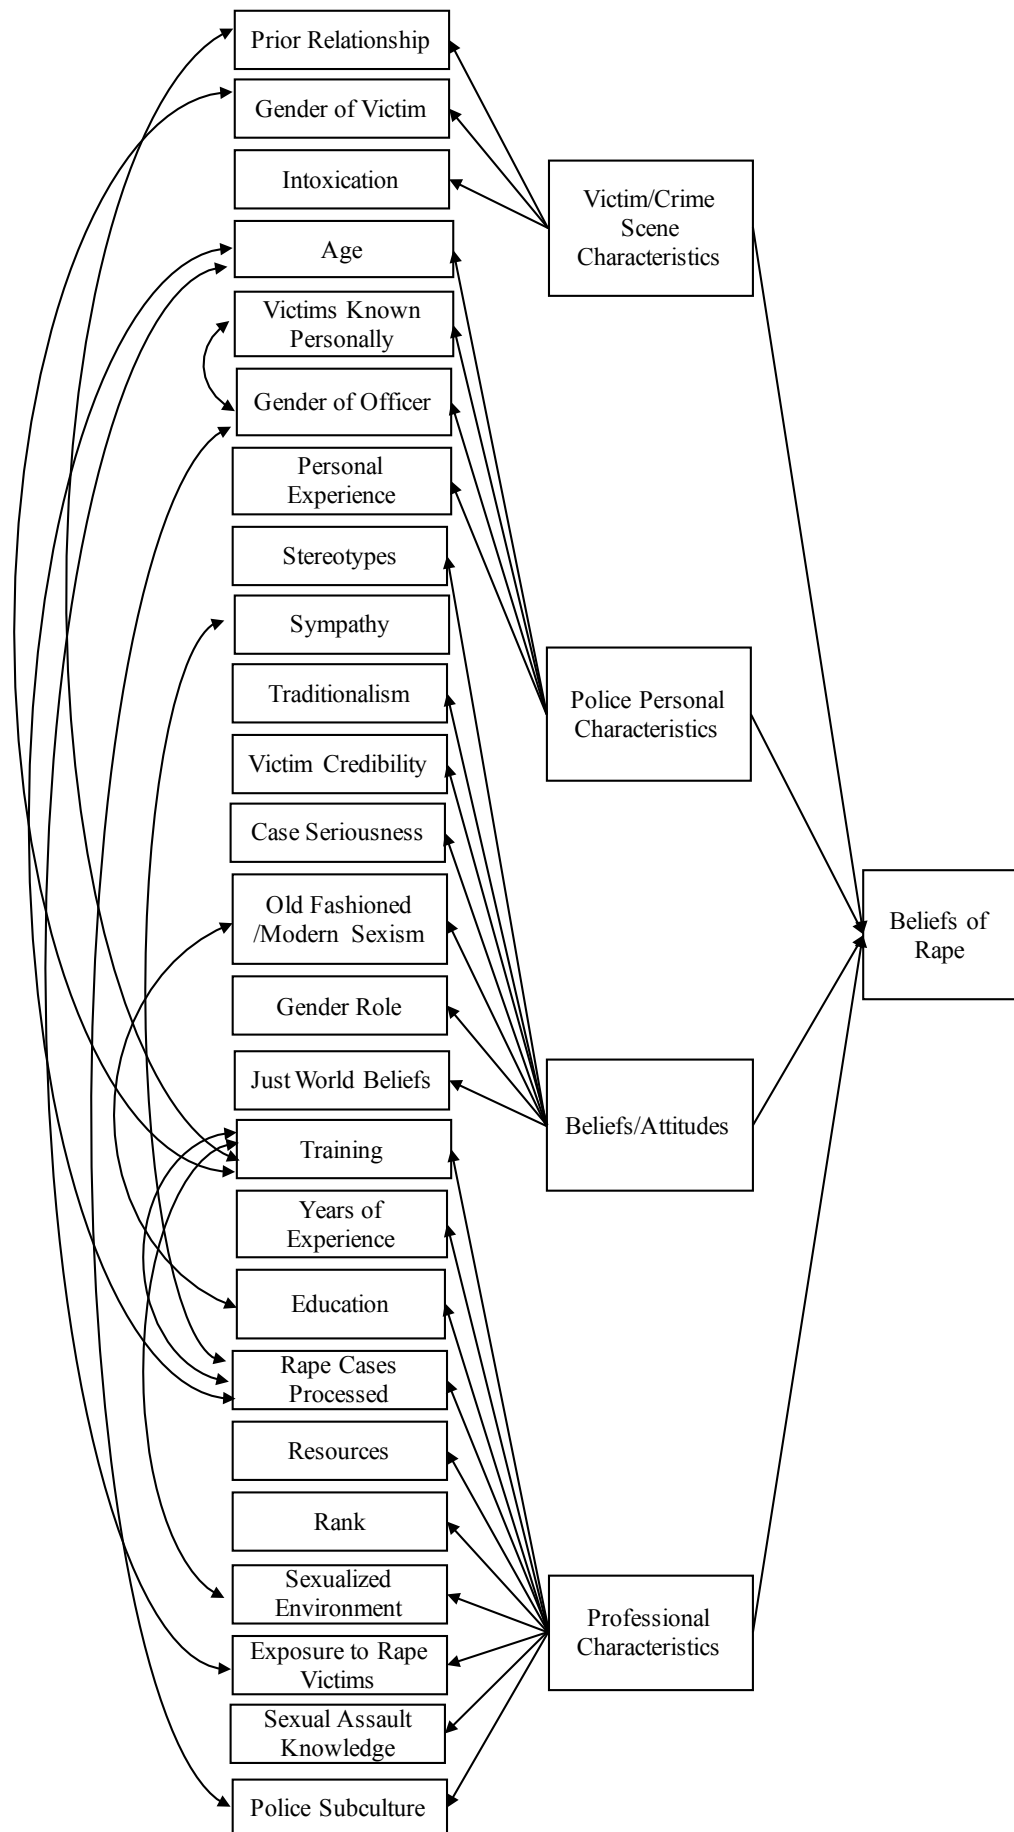 Prior Relationship
Gender of Victim
Intoxication
Age
Victims Known
Personally
Gender of Officer
Personal
Experience
Stereotypes
Sympathy
Traditionalism
Victim Credibility
Case Seriousness
Old Fashioned
/Modern Sexism
Gender Role
Just World Beliefs
Training
Years of
Experience
Education
Rape Cases
Processed
Resources
Rank
Sexualized
Environment
Exposure to Rape
Victims
Sexual Assault
Knowledge
Police Subculture
Victim/Crime
Scene
Characteristics
Police Personal
Characteristics
Beliefs/Attitudes
Professional
Characteristics
Beliefs of
Rape